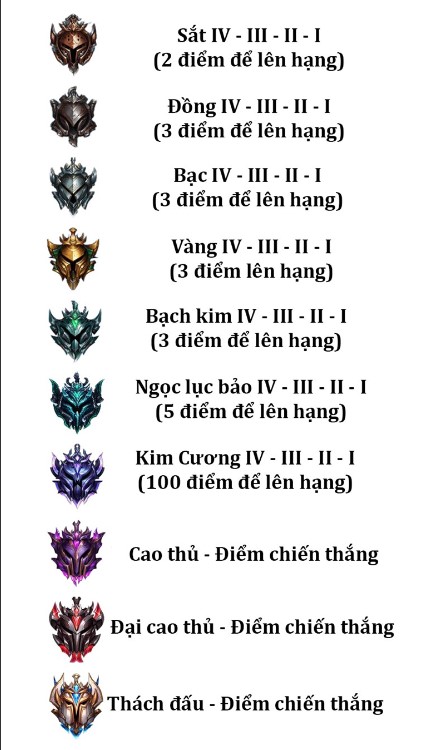 Sắt IV - III - II - I
(2 điểm để lên hạng)
Đồng IV - III - II - I
(3 điểm để lên hạng)
Bạc IV - III - II - I
(3 điểm để lên hạng)
Vàng IV - III - II - I
(3 điểm lên hạng)
Bạch kim IV - III - II - I
(3 điểm để lên hạng)
Ngọc lục bảo IV - III - II - I
(5 điểm để lên hạng)
Kim Cương IV - III - II - I
(100 điểm để lên hạng)
Cao thủ - Điểm chiến thắng
Đại cao thủ - Điểm chiến thắng
Thách đấu - Điểm chiến thắng